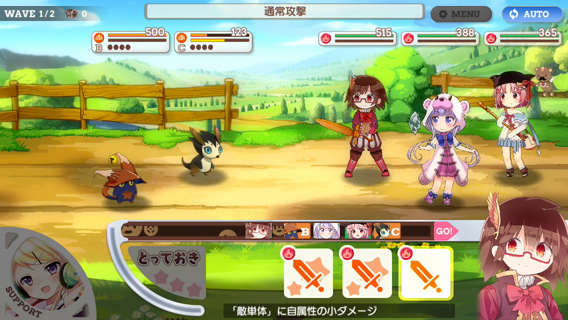 WAVE 1/2 0
通常攻撃
MENU
AUTO
500
B
123
C
515
388
365
B
C
GO!
とっておき
SUPPORT
「敵単体」に自属性の小ダメージ